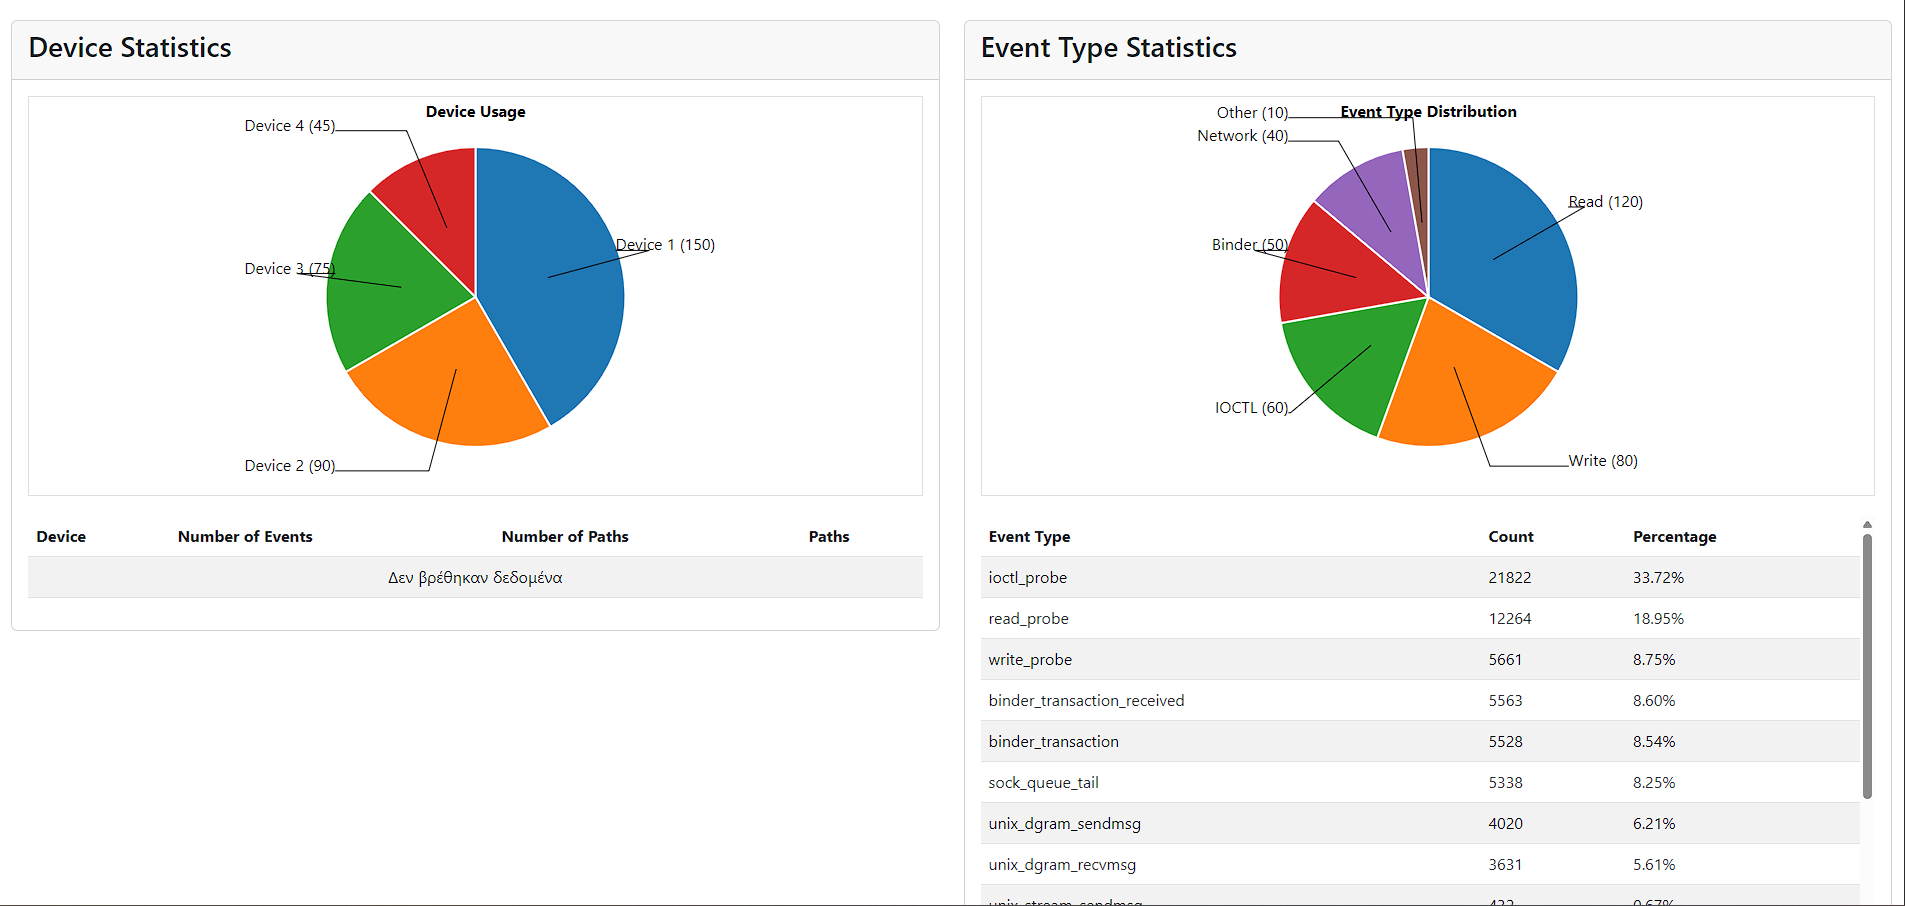 Device Statistics
Device Usage
Device 4 (45)
Device 1 (150)
Device 3 (75)
Device 2 (90)
Device Number of Events Number of Paths Paths
Δεν βρέθηκαν δεδομένα
Event Type Statistics
Event Type Distribution
Other (10)
Network (40)
Read (120)
Binder (50)
IOCTL (60)
Write (80)
Event Type Count Percentage
ioctl_probe 21822 33.72%
read_probe 12264 18.95%
write_probe 5661 8.75%
binder_transaction_received 5563 8.60%
binder_transaction 5528 8.54%
sock_queue_tail 5338 8.25%
unix_dgram_sendmsg 4020 6.21%
unix_dgram_recvmsg 3631 5.61%
unix_stream_sendmsg 432 0.67%